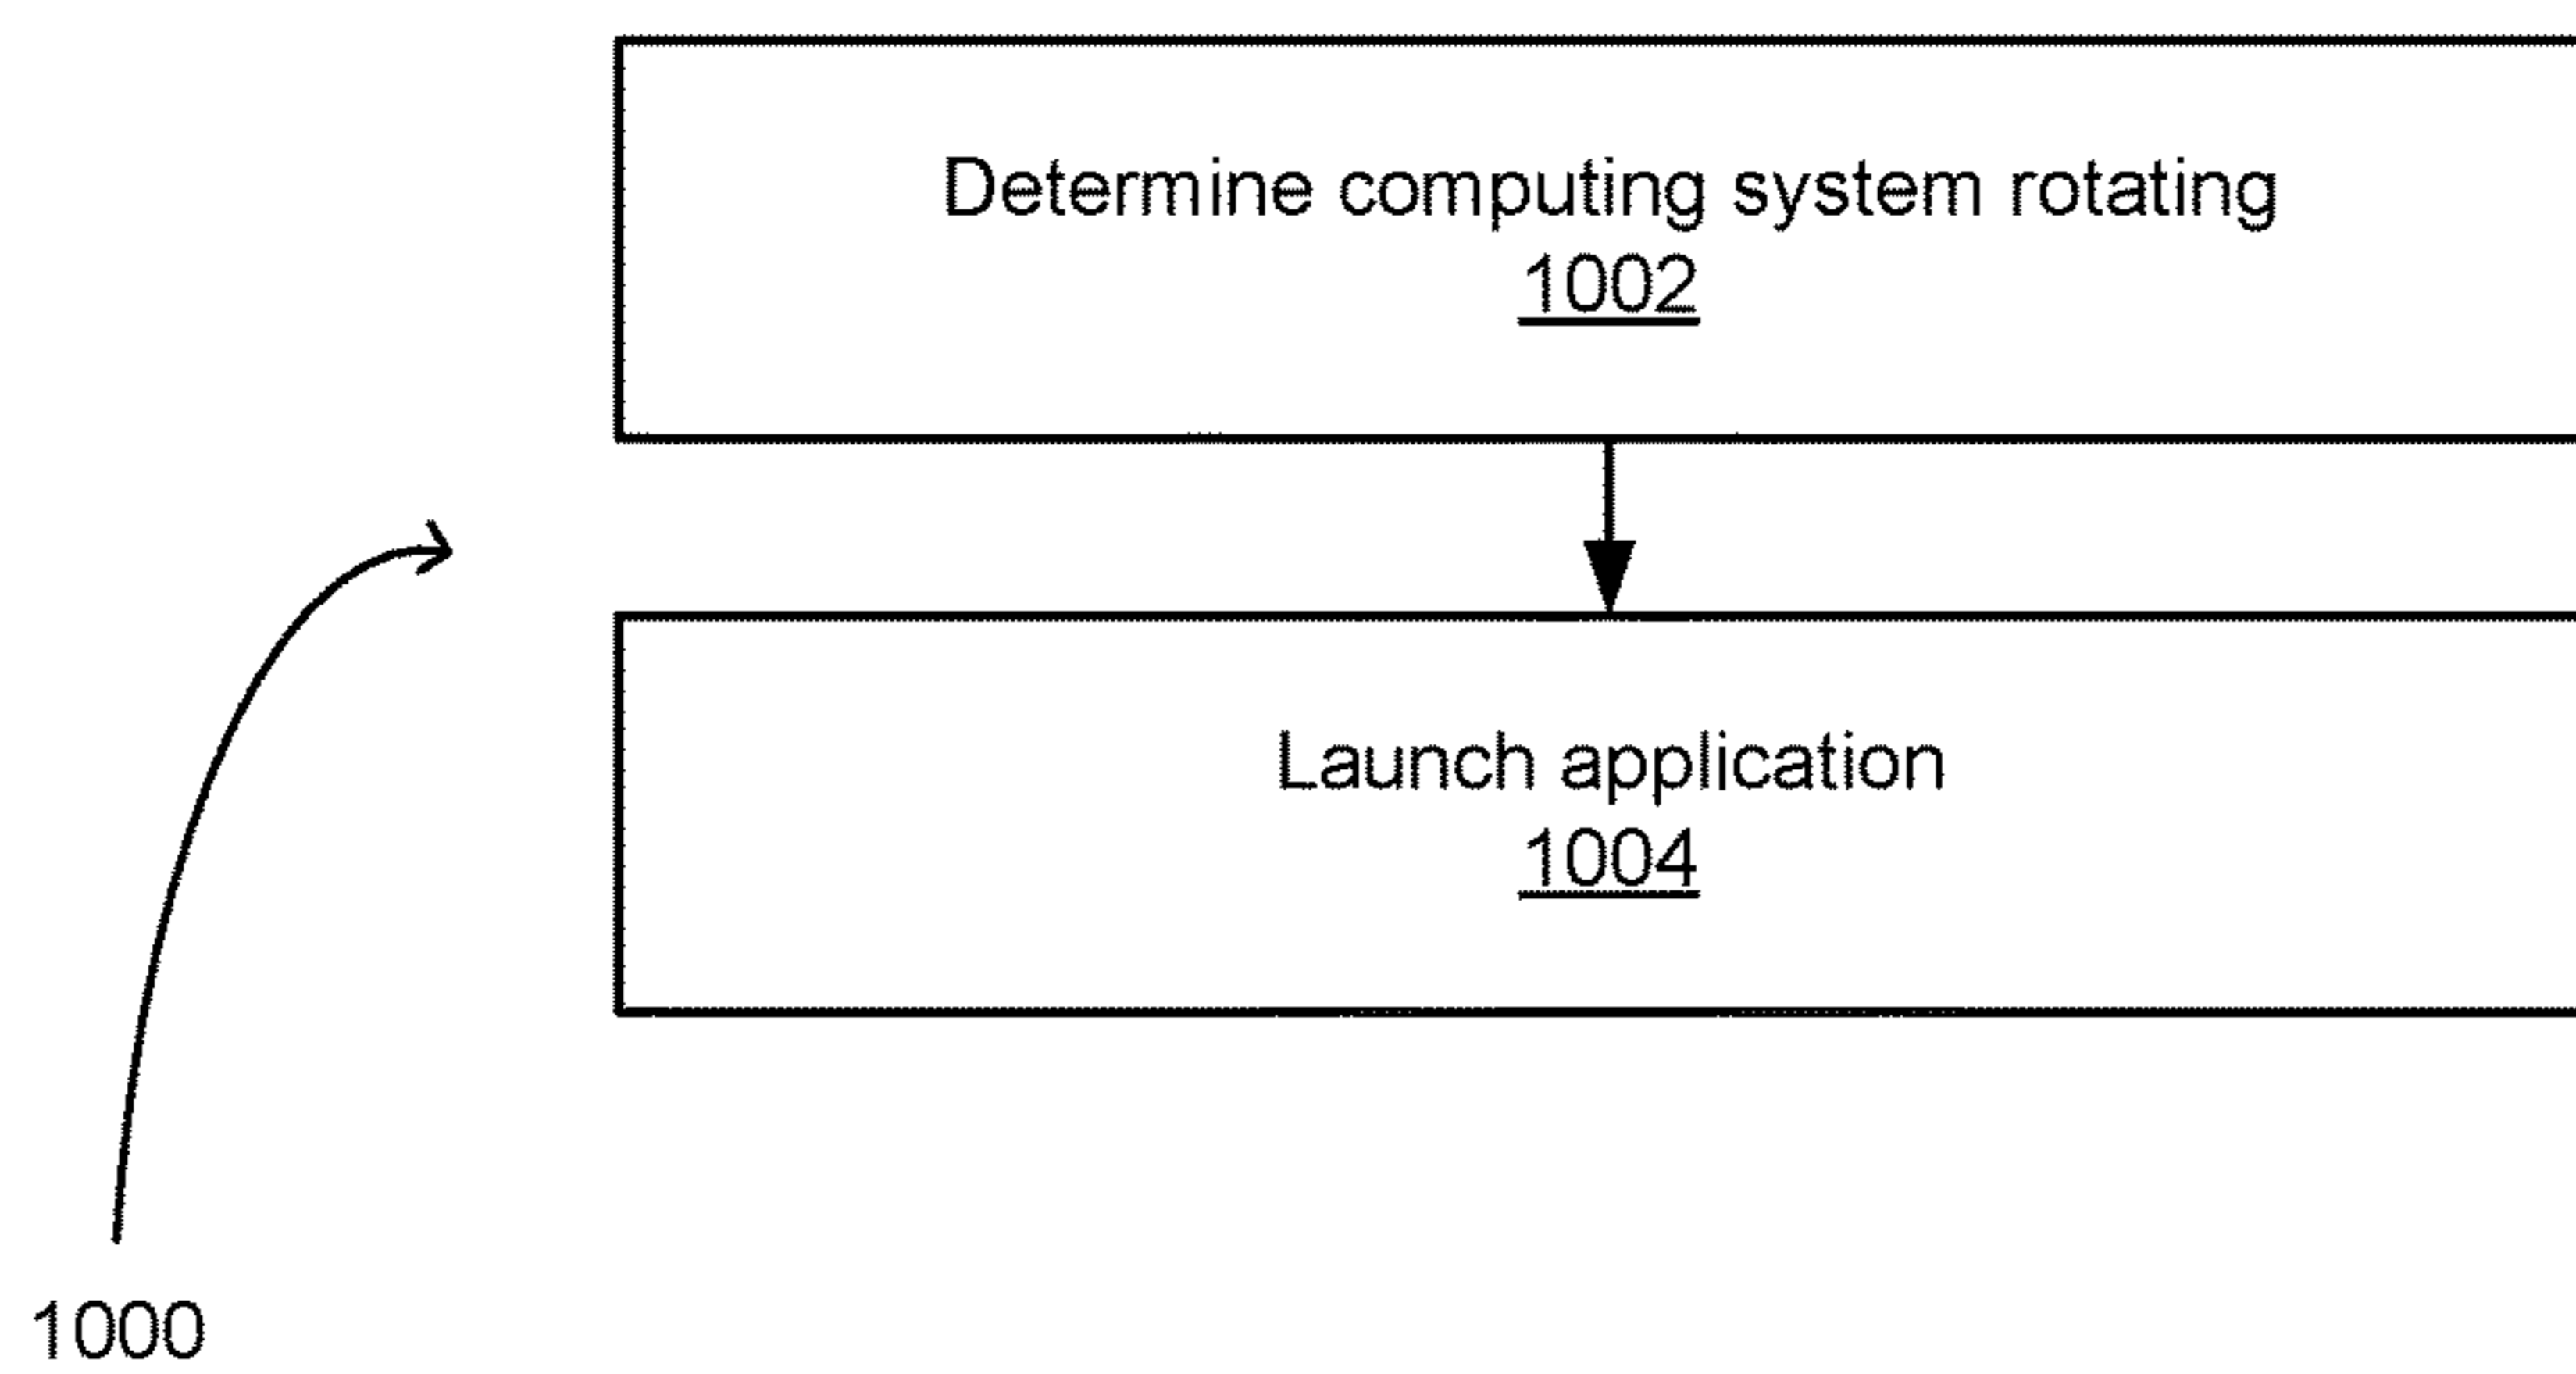 Determine computing system rotating
1002
Launch application
1004
1000